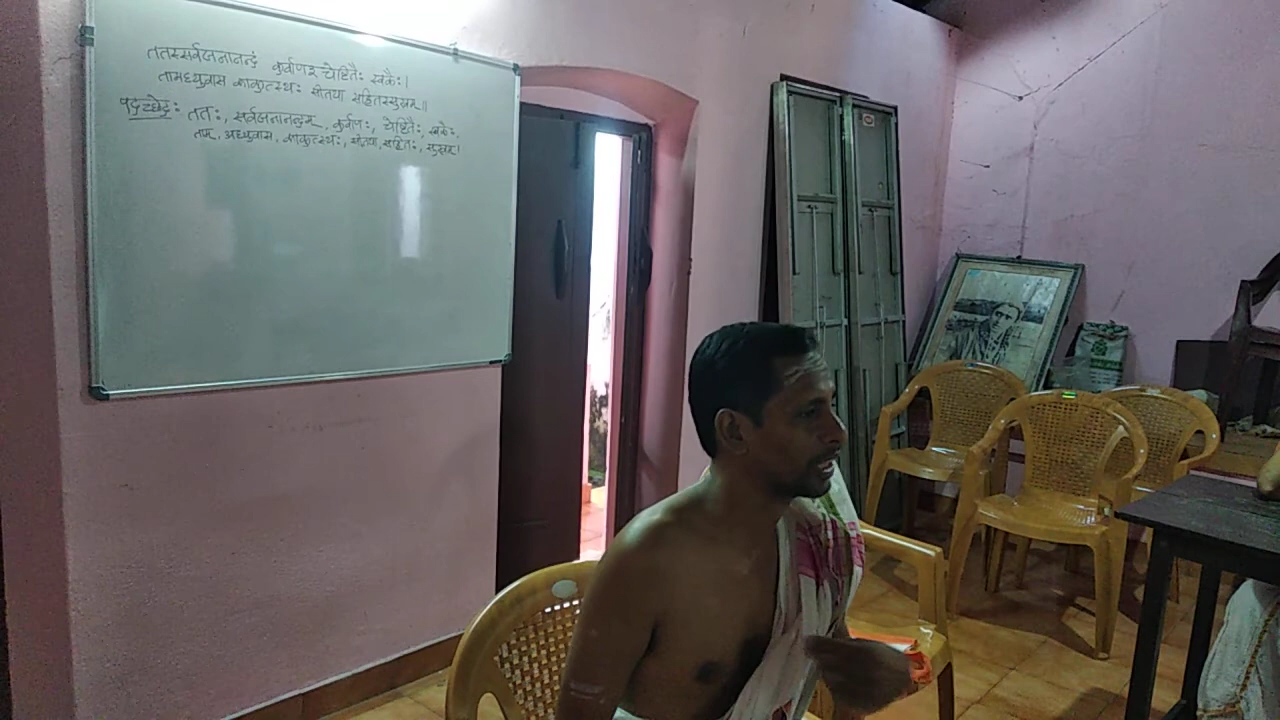 ततस्सर्वजनानन्दं कुर्वाणश्चेष्टितैः स्वकैः।
तामध्युवास काकुत्स्थः सीतया सहितस्सुखम्॥
पदच्छेदः ततः, सर्वजनानन्दम्, कुर्वाणः, चेष्टितैः, स्वकैः,
ताम्, अध्युवास, काकुत्स्थः, सीतया, सहितः, सुखम्।